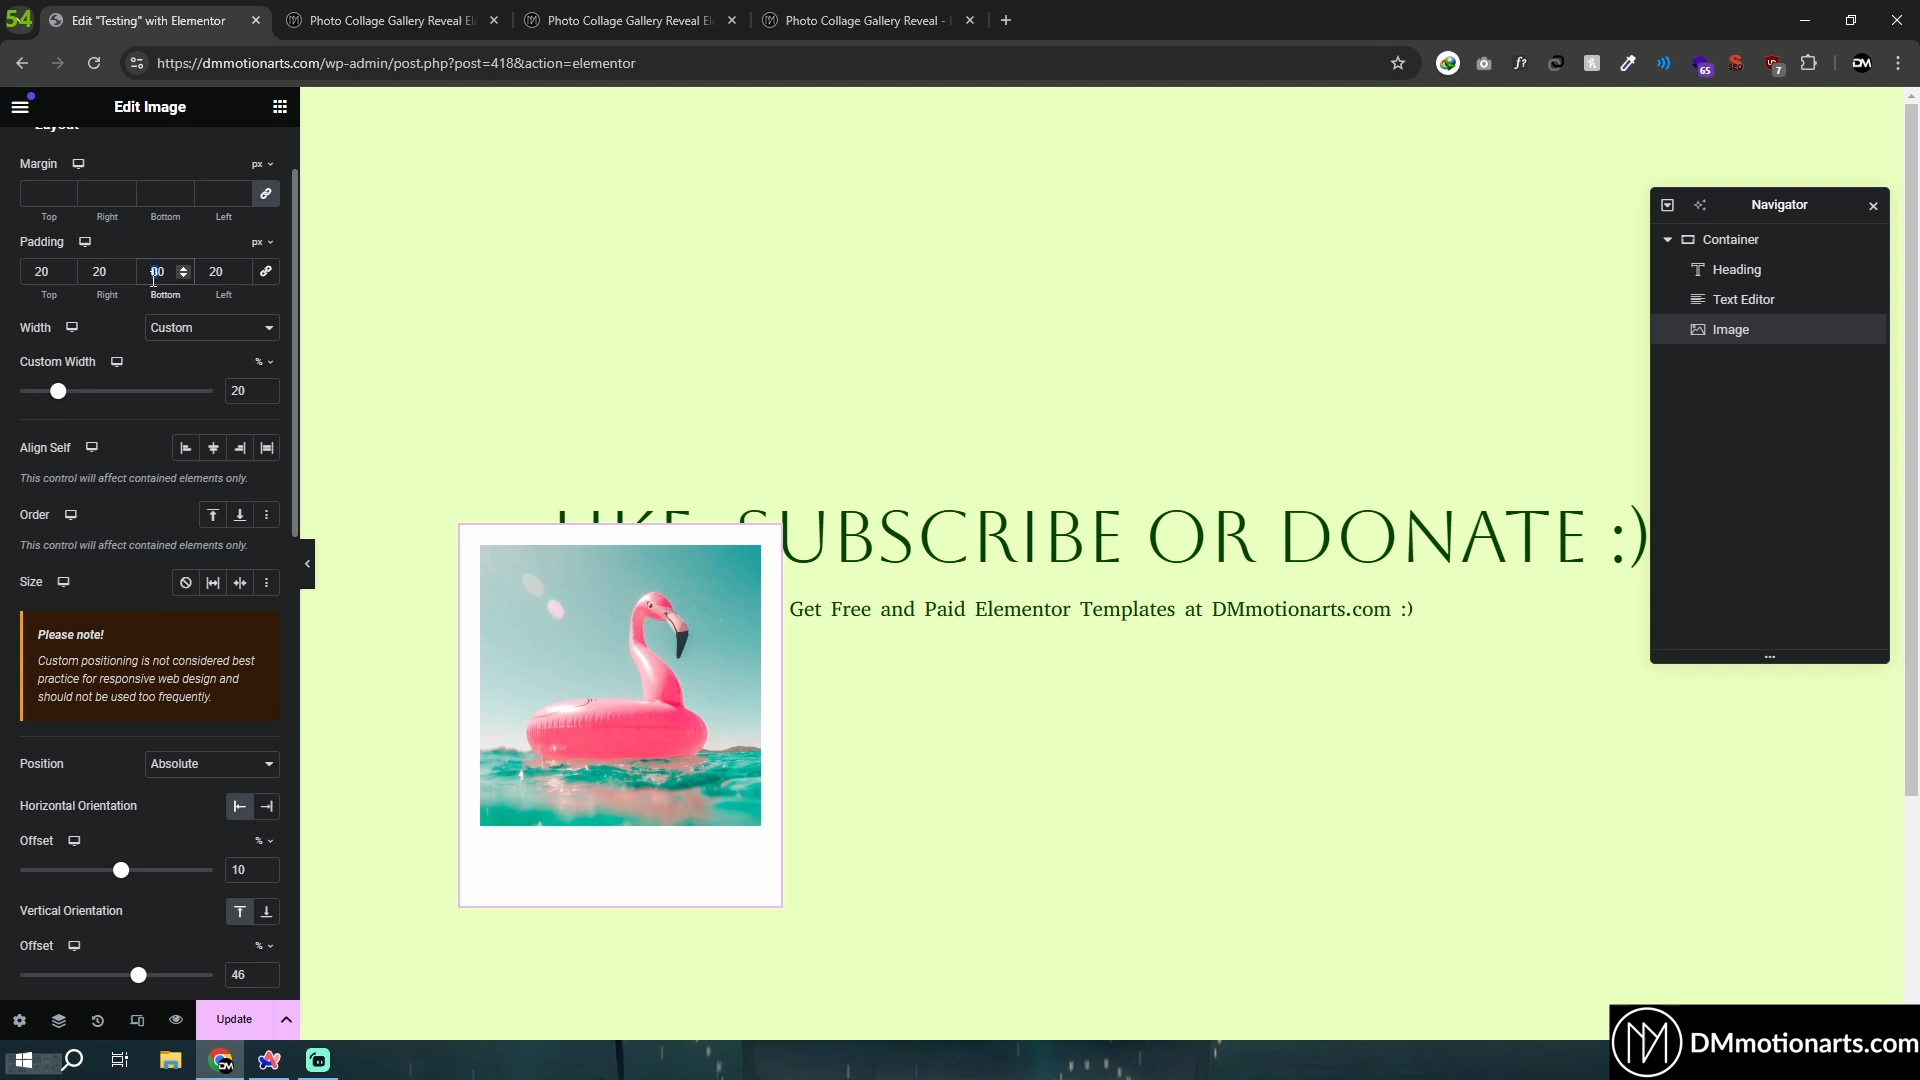 54
Edit "Testing" with Elementor
Photo Collage Gallery Reveal El
Photo Collage Gallery Reveal El
Photo Collage Gallery Reveal - E
https://dmmotionarts.com/wp-admin/post.php?post=418&action=elementor
65
7
Edit Image
Layout
Margin
px
Top Right Bottom Left
Padding
px
20 20 20
Top Right Bottom Left
Width
Custom
Custom Width
%
20
Align Self
This control will affect contained elements only.
Order
This control will affect contained elements only.
Size
Please note!
Custom positioning is not considered best
practice for responsive web design and
should not be used too frequently.
Position
Absolute
Horizontal Orientation
Offset
%
10
Vertical Orientation
Offset
%
46
Update
SUBSCRIBE OR DONATE :)
Get Free and Paid Elementor Templates at DMmotionarts.com :)
Navigator
Container
Heading
Text Editor
Image
DMmotionarts.com